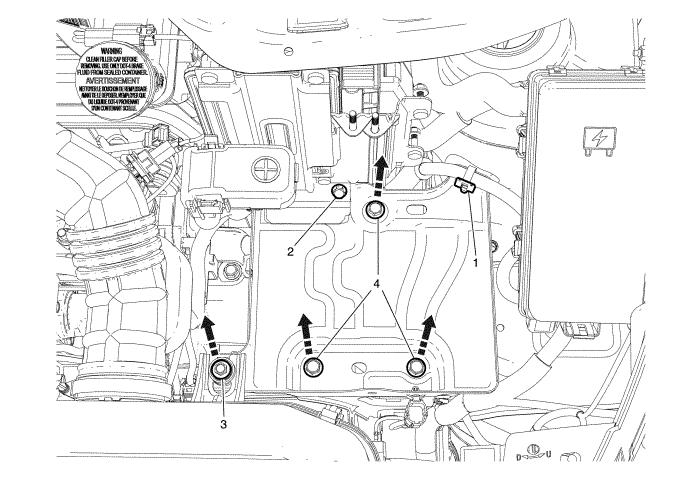 WARNING
CLEAN FILLER CAP BEFORE
REMOVING. USE ONLY DOT-4 BRAKE
FLUID FROM SEALED CONTAINER.
AVERTISSEMENT
NETTOYER LE BOUCHON DE REMPLISSAGE
AVANT DE LE DEPOSER. N'EMPLOYER QUE
DU LIQUIDE DOT-4 PROVENANT
D'UN CONTENANT SCELLE.
2
1
4
3
D
U